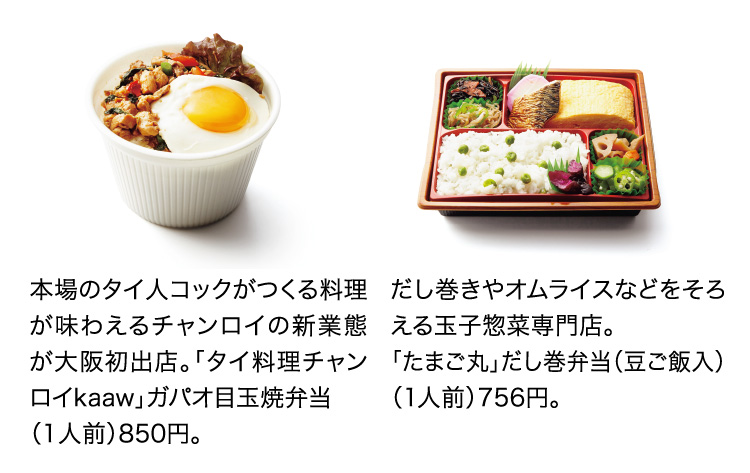 本場のタイ人コックがつくる料理
が味わえるチャンロイの新業態
が大阪初出店。「タイ料理チャン
ロイkaaw」ガパオ目玉焼弁当
（1人前）850円。
だし巻きやオムライスなどをそろ
える玉子惣菜専門店。
「たまご丸」だし巻弁当（豆ご飯入）
（1人前）756円。